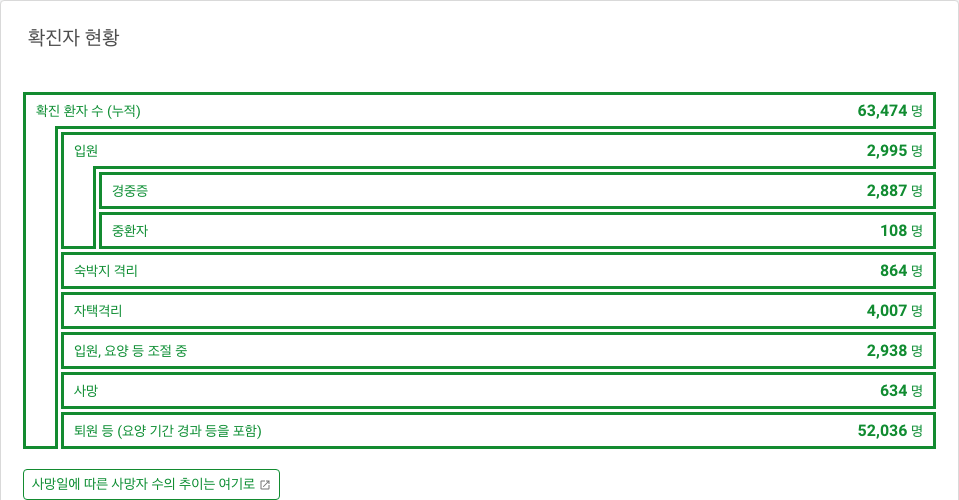 확진자 현황
확진 환자 수 (누적) 63,474 명
입원 2,995 명
경중증 2,887 명
중환자 108 명
숙박지 격리 864 명
자택격리 4,007 명
입원, 요양 등 조절 중 2,938 명
사망 634 명
퇴원 등 (요양 기간 경과 등을 포함) 52,036 명
사망일에 따른 사망자 수의 추이는 여기로